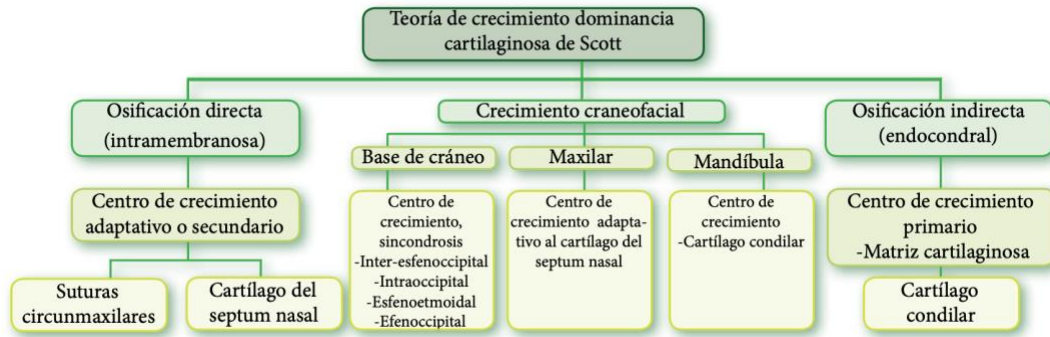 Teoría de crecimiento dominancia
cartilaginosa de Scott
Osificación directa
(intramembranosa)
Centro de crecimiento
adaptativo o secundario
Suturas
circunmaxilares
Cartílago del
septum nasal
Crecimiento craneofacial
Base de cráneo
Centro de
crecimiento,
sincondrosis
-Inter-esfenoccipital
-Intraoccipital
-Esfenoetmoidal
-Efenoccipital
Maxilar
Centro de
crecimiento adapta-
tivo al cartílago del
septum nasal
Mandíbula
Centro de
crecimiento
-Cartílago condilar
Osificación indirecta
(endocondral)
Centro de crecimiento
primario
-Matriz cartilaginosa
Cartílago
condilar